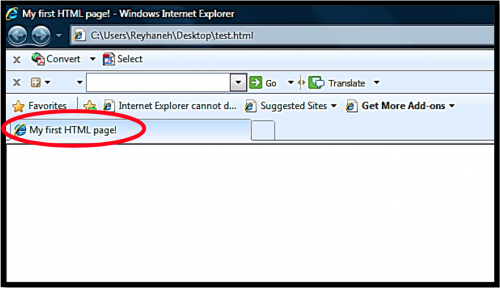 My first HTML page! - Windows Internet Explorer
C:\Users\Reyhaneh\Desktop\test.html
x Convert Select
x Go Translate
Favorites Internet Explorer cannot d... Suggested Sites Get More Add-ons
My first HTML page!